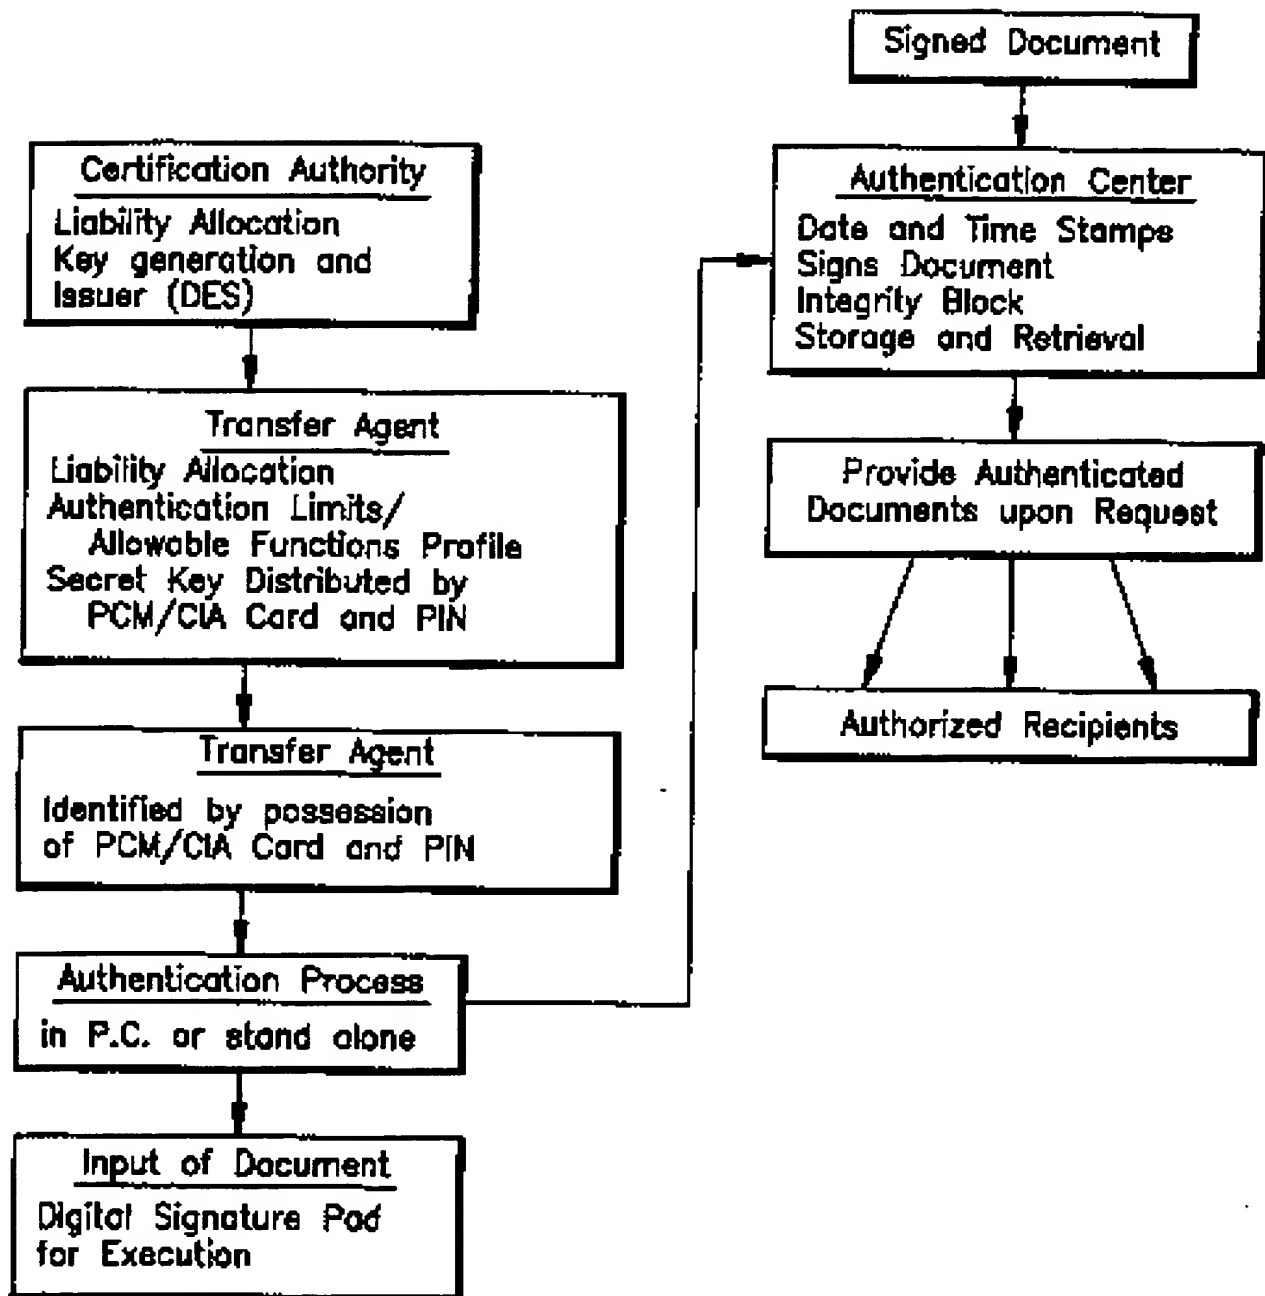 Certification Authority
Liability Allocation
Key generation and
Issuer (DES)
Transfer Agent
Liability Allocation
Authentication Limits/
Allowable Functions Profile
Secret Key Distributed by
PCM/CIA Card and PIN
Transfer Agent
Identified by possession
of PCM/CIA Card and PIN
Authentication Process
in P.C. or stand alone
Input of Document
Digital Signature Pad
for Execution
Signed Document
Authentication Center
Date and Time Stamps
Signs Document
Integrity Block
Storage and Retrieval
Provide Authenticated
Documents upon Request
Authorized Recipients